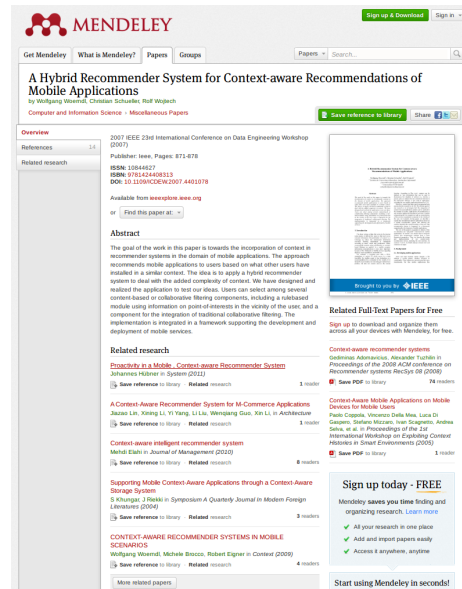 MENDELEY
Sign up & Download Sign in
Get Mendeley What is Mendeley? Papers Groups
Papers Search...
A Hybrid Recommender System for Context-aware Recommendations of
Mobile Applications
by Wolfgang Woerndl, Christian Schueller, Rolf Wojtech
Computer and Information Science - Miscellaneous Papers
Save reference to library Share
Overview
References 14
Related research
2007 IEEE 23rd International Conference on Data Engineering Workshop
(2007)
Publisher: Ieee, Pages: 871-878
ISSN: 10844627
ISBN: 9781424408313
DOI: 10.1109/ICDEW.2007.4401078
Available from ieeexplore.ieee.org
or Find this paper at:
Abstract
The goal of the work in this paper is towards the incorporation of context in
recommender systems in the domain of mobile applications. The approach
recommends mobile applications to users based on what other users have
installed in a similar context. The idea is to apply a hybrid recommender
system to deal with the added complexity of context. We have designed and
realized the application to test our ideas. Users can select among several
content-based or collaborative filtering components, including a rulebased
module using information on point-of-interests in the vicinity of the user, and a
component for the integration of traditional collaborative filtering. The
implementation is integrated in a framework supporting the development and
deployment of mobile services.
Related research
Proactivity in a Mobile , Context-aware Recommender System
Johannes Hübner in System (2011)
Save reference to library · Related research 1 reader
A Context-Aware Recommender System for M-Commerce Applications
Jiazao Lin, Xining Li, Yi Yang, Li Liu, Wenqiang Guo, Xin Li, in Architecture
Save reference to library · Related research 1 reader
Context-aware intelligent recommender system
Mehdi Elahi in Journal of Management (2010)
Save reference to library · Related research 8 readers
Supporting Mobile Context-Aware Applications through a Context-Aware
Storage System
S Khungar, J Riekki in Symposium A Quarterly Journal In Modern Foreign
Literatures (2004)
Save reference to library · Related research 3 readers
CONTEXT-AWARE RECOMMENDER SYSTEMS IN MOBILE
SCENARIOS
Wolfgang Woerndl, Michele Brocco, Robert Eigner in Context (2009)
Save reference to library · Related research 4 readers
More related papers
Brought to you by IEEE
Related Full-Text Papers for Free
Sign up to download and organize them
across all your devices with Mendeley, for free.
Context-aware recommender systems
Gediminas Adomavicius, Alexander Tuzhilin in
Proceedings of the 2008 ACM conference on
Recommender systems RecSys 08 (2008)
Save PDF to library 74 readers
Context-Aware Mobile Applications on Mobile
Devices for Mobile Users
Paolo Coppola, Vincenzo Della Mea, Luca Di
Gaspero, Stefano Mizzaro, Ivan Scagnetto, Andrea
Selva, et al. in Proceedings of the 1st
International Workshop on Exploiting Context
Histories in Smart Environments (2005)
Save PDF to library 1 reader
Sign up today - FREE
Mendeley saves you time finding and
organizing research. Learn more
All your research in one place
Add and import papers easily
Access it anywhere, anytime
Start using Mendeley in seconds!